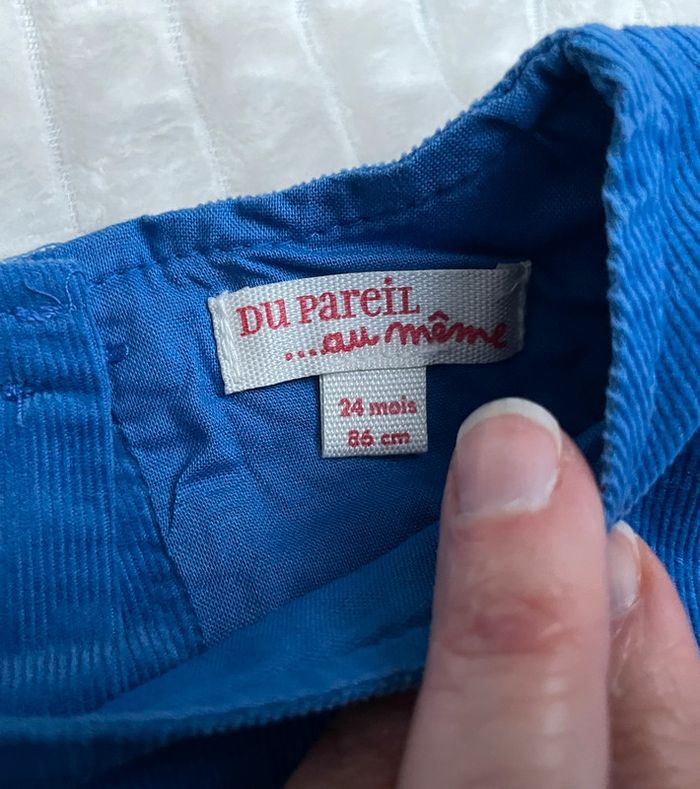 DU PAREIL
...au même
24 mois
86 cm